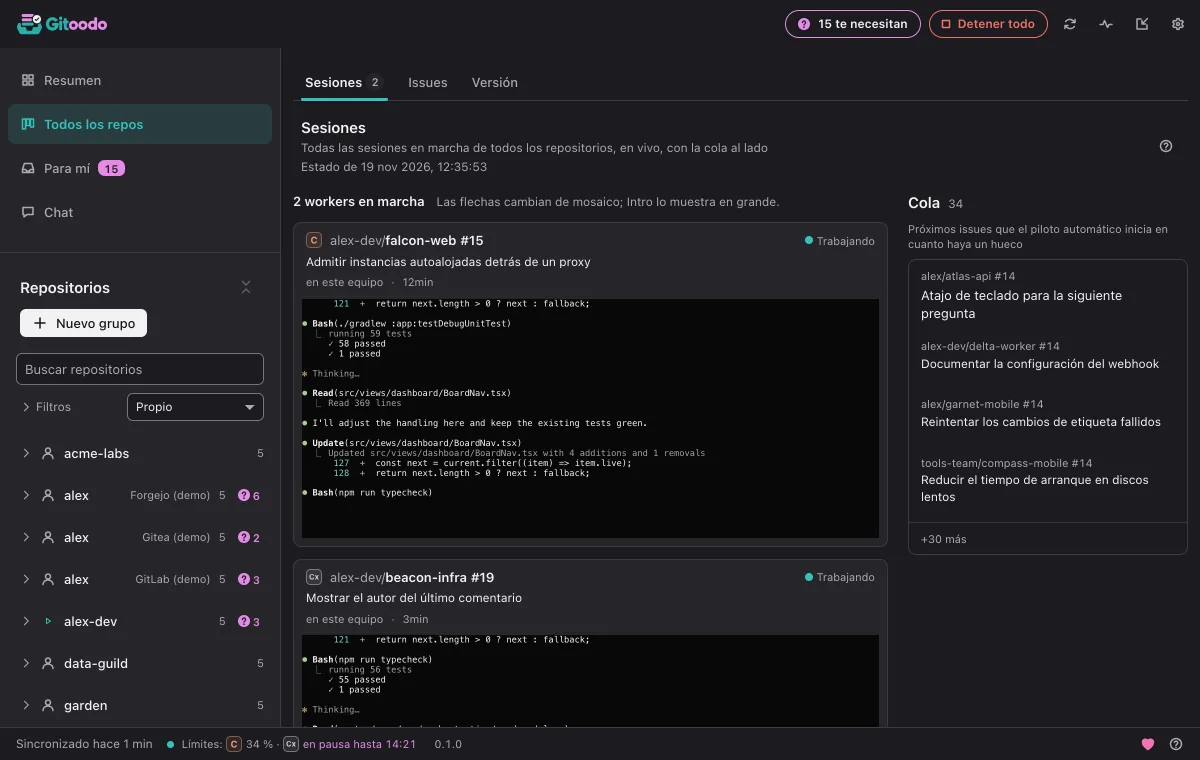 Gitoodo
15 te necesitan
Detener todo
Resumen
Todos los repos
Para mí 15
Chat
Repositorios
Nuevo grupo
Buscar repositorios
Filtros
Propio
acme-labs 5
alex Forgejo (demo) 5 ? 6
alex Gitea (demo) 5 ? 2
alex GitLab (demo) 5 ? 3
alex-dev 5 ? 3
data-guild 5
garden 5
Sesiones 2
Issues
Versión
Sesiones
Todas las sesiones en marcha de todos los repositorios, en vivo, con la cola al lado
Estado de 19 nov 2026, 12:35:53
2 workers en marcha Las flechas cambian de mosaico; Intro lo muestra en grande.
C alex-dev/falcon-web #15 Trabajando
Admitir instancias autoalojadas detrás de un proxy
en este equipo · 12min
121 + return next.length > 0 ? next : fallback;
Bash(./gradlew :app:testDebugUnitTest)
running 59 tests
✓ 58 passed
✓ 1 passed
* Thinking…
Read(src/views/dashboard/BoardNav.tsx)
Read 369 lines
I'll adjust the handling here and keep the existing tests green.
Update(src/views/dashboard/BoardNav.tsx)
Updated src/views/dashboard/BoardNav.tsx with 4 additions and 1 removals
127 + const next = current.filter((item) => item.live);
128 + return next.length > 0 ? next : fallback;
Bash(npm run typecheck)
Cx alex-dev/beacon-infra #19 Trabajando
Mostrar el autor del último comentario
en este equipo · 3min
121 + return next.length > 0 ? next : fallback;
Bash(npm run typecheck)
running 56 tests
✓ 55 passed
✓ 1 passed
* Thinking…
Cola 34
Próximos issues que el piloto automático inicia en
cuanto haya un hueco
alex/atlas-api #14
Atajo de teclado para la siguiente
pregunta
alex-dev/delta-worker #14
Documentar la configuración del webhook
alex/garnet-mobile #14
Reintentar los cambios de etiqueta fallidos
tools-team/compass-mobile #14
Reducir el tiempo de arranque en discos
lentos
+30 más
Sincronizado hace 1 min Límites: C 34 % · Cx en pausa hasta 14:21 0.1.0